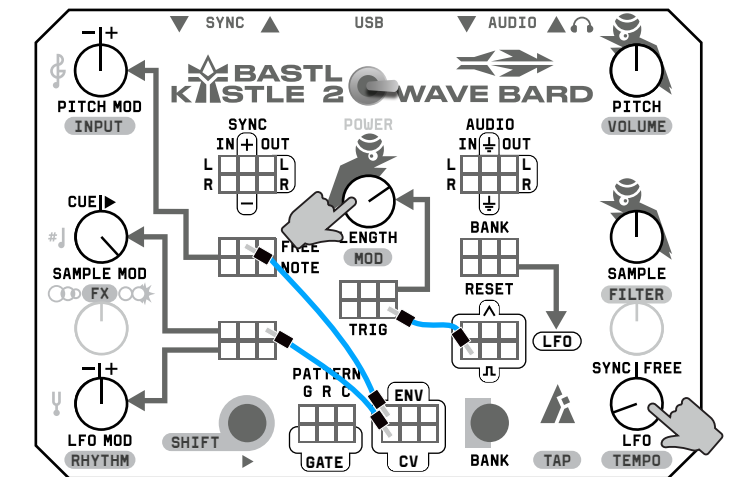 SYNC USB AUDIO
− +
BASTL
KASTLE 2 WAVE BARD
PITCH MOD
INPUT
PITCH
VOLUME
POWER
SYNC
IN + OUT
L L
R R
−
AUDIO
IN OUT
L L
R R
CUE
SAMPLE MOD
FX
FREE
NOTE
LENGTH
MOD
BANK
RESET
SAMPLE
FILTER
TRIG
LFO
− +
LFO MOD
RHYTHM
PATTERN
G R C
GATE
ENV
CV
SYNC FREE
LFO
TEMPO
SHIFT
BANK
TAP